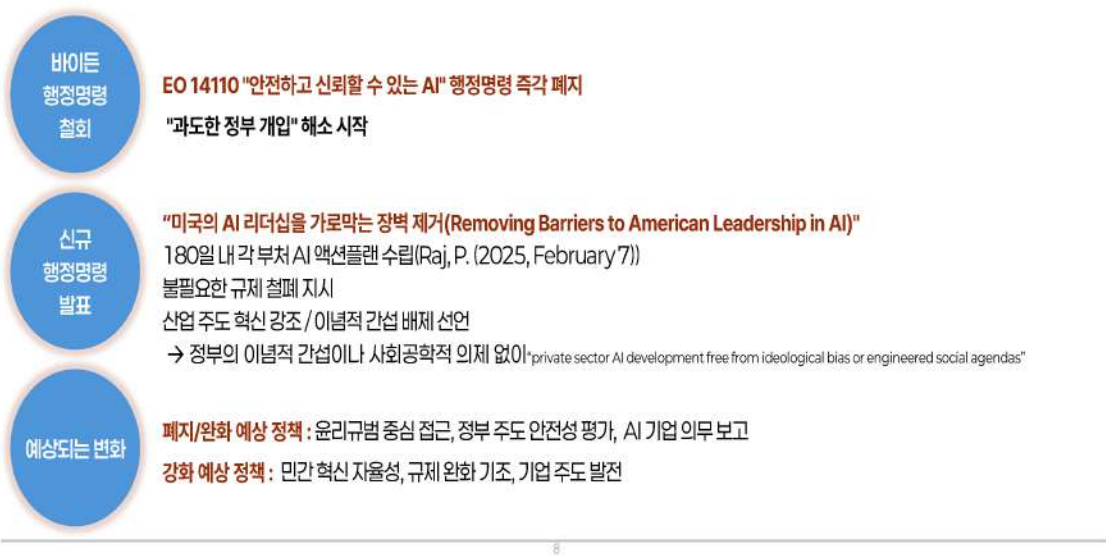 바이든
행정명령
철회
EO 14110 "안전하고 신뢰할 수 있는 AI" 행정명령 즉각 폐지
"과도한 정부 개입" 해소 시작
신규
행정명령
발표
“미국의 AI 리더십을 가로막는 장벽 제거(Removing Barriers to American Leadership in AI)"
180일 내 각 부처 AI 액션플랜 수립(Raj, P. (2025, February 7))
불필요한 규제 철폐 지시
산업 주도 혁신 강조 / 이념적 간섭 배제 선언
→ 정부의 이념적 간섭이나 사회공학적 의제 없이“private sector AI development free from ideological bias or engineered social agendas”
예상되는 변화
폐지/완화 예상 정책 : 윤리규범 중심 접근, 정부 주도 안전성 평가, AI 기업 의무 보고
강화 예상 정책 : 민간 혁신 자율성, 규제 완화 기조, 기업 주도 발전
8